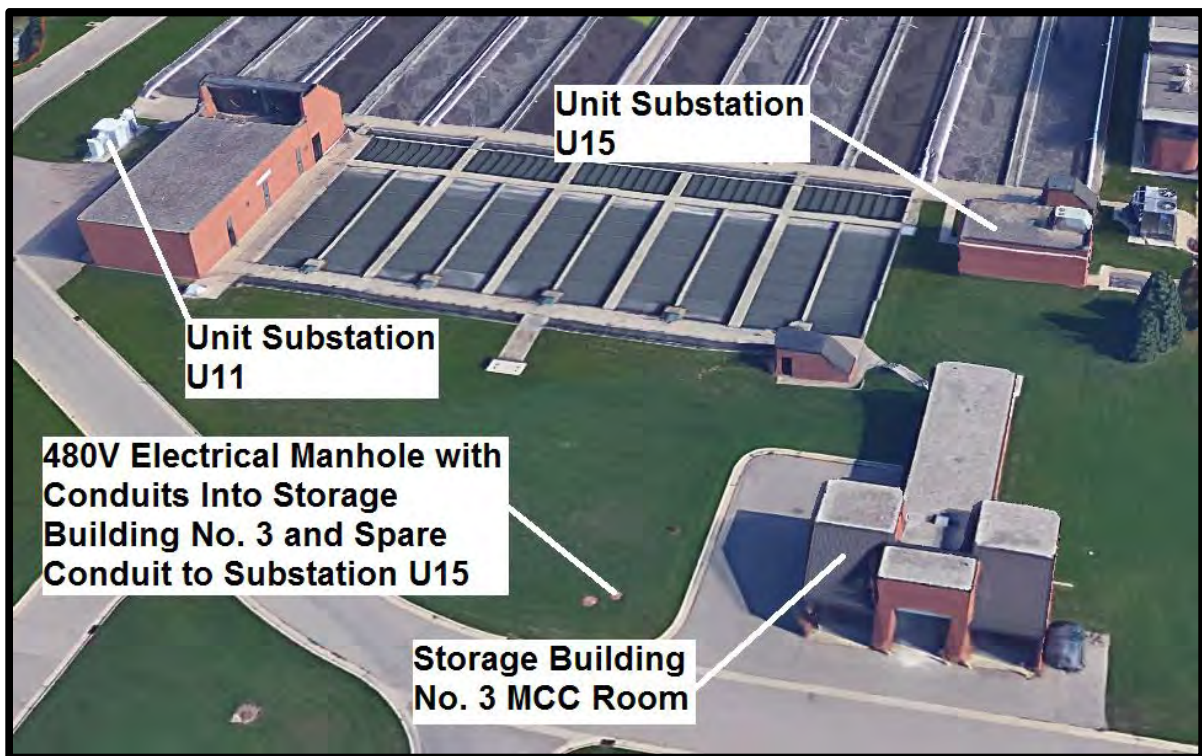 Unit Substation
U15
Unit Substation
U11
480V Electrical Manhole with
Conduits Into Storage
Building No. 3 and Spare
Conduit to Substation U15
Storage Building
No. 3 MCC Room